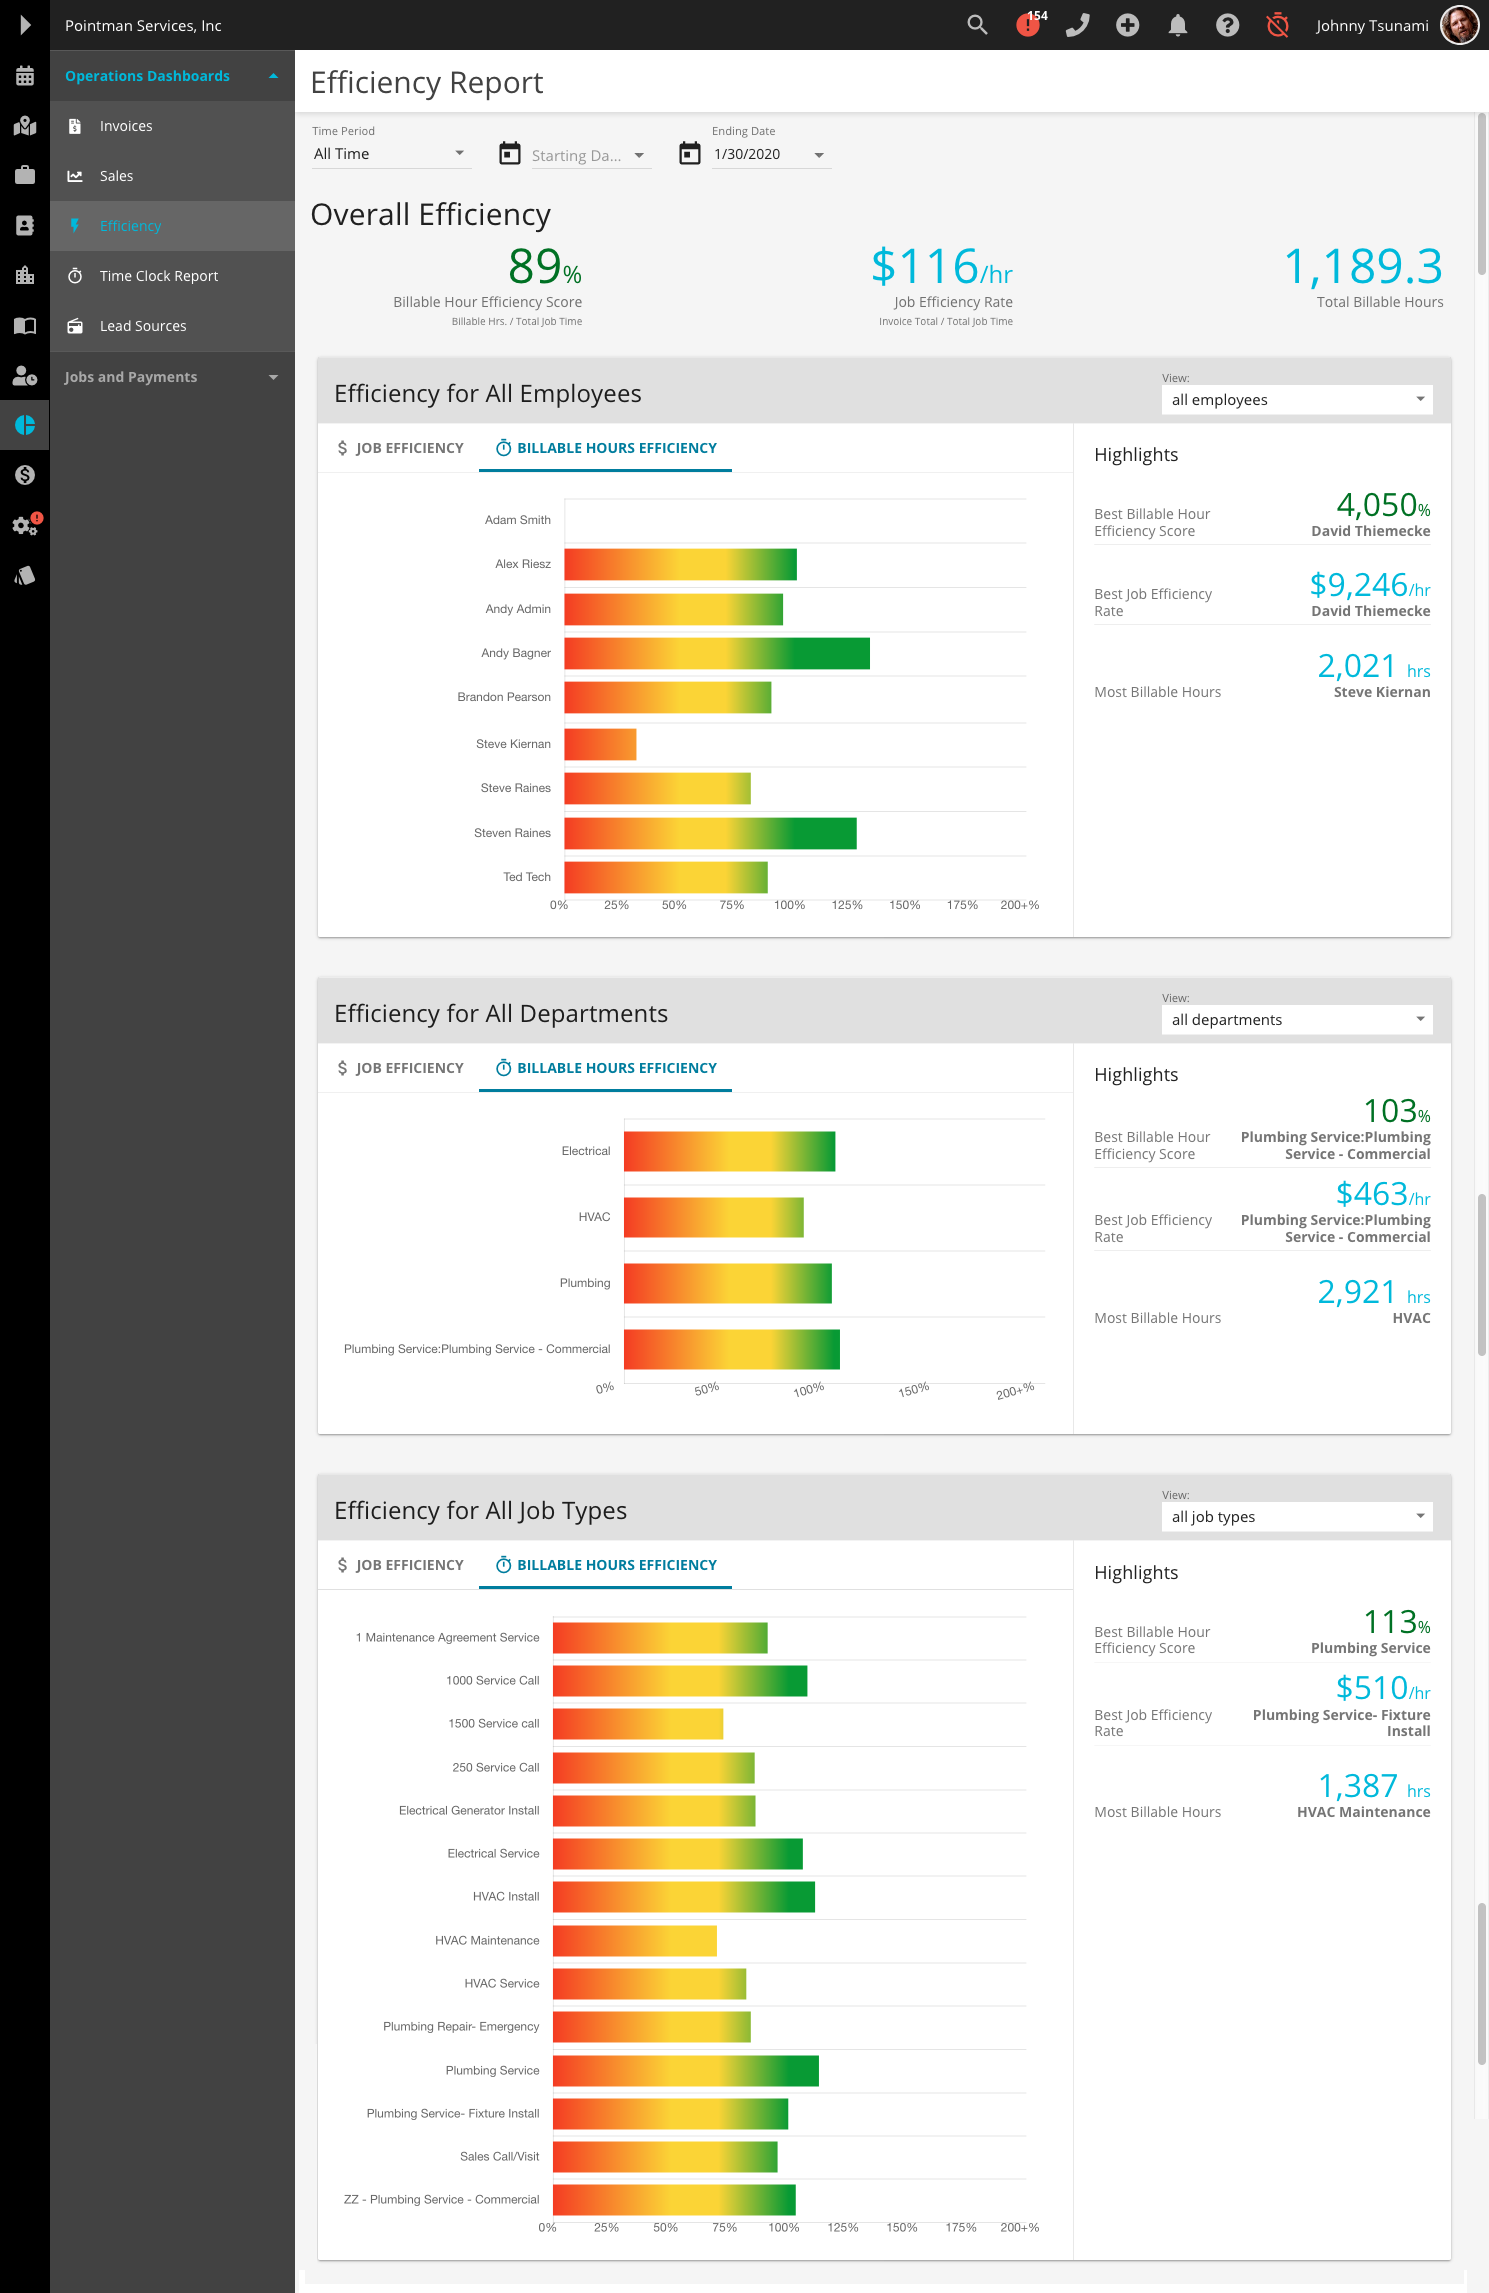 Pointman Services, Inc
154
Johnny Tsunami
Operations Dashboards
Invoices
Sales
Efficiency
Time Clock Report
Lead Sources
Jobs and Payments
Efficiency Report
Time Period
All Time
Starting Da...
Ending Date
1/30/2020
Overall Efficiency
89%
Billable Hour Efficiency Score
Billable Hrs. / Total Job Time
$116/hr
Job Efficiency Rate
Invoice Total / Total Job Time
1,189.3
Total Billable Hours
Efficiency for All Employees
View:
all employees
$ JOB EFFICIENCY
BILLABLE HOURS EFFICIENCY
Adam Smith
Alex Riesz
Andy Admin
Andy Bagner
Brandon Pearson
Steve Kiernan
Steve Raines
Steven Raines
Ted Tech
0% 25% 50% 75% 100% 125% 150% 175% 200+%
Highlights
Best Billable Hour
Efficiency Score
4,050%
David Thiemecke
Best Job Efficiency
Rate
$9,246/hr
David Thiemecke
Most Billable Hours
2,021 hrs
Steve Kiernan
Efficiency for All Departments
View:
all departments
$ JOB EFFICIENCY
BILLABLE HOURS EFFICIENCY
Electrical
HVAC
Plumbing
Plumbing Service:Plumbing Service - Commercial
0% 50% 100% 150% 200+%
Highlights
Best Billable Hour
Efficiency Score
103%
Plumbing Service:Plumbing
Service - Commercial
Best Job Efficiency
Rate
$463/hr
Plumbing Service:Plumbing
Service - Commercial
Most Billable Hours
2,921 hrs
HVAC
Efficiency for All Job Types
View:
all job types
$ JOB EFFICIENCY
BILLABLE HOURS EFFICIENCY
1 Maintenance Agreement Service
1000 Service Call
1500 Service call
250 Service Call
Electrical Generator Install
Electrical Service
HVAC Install
HVAC Maintenance
HVAC Service
Plumbing Repair- Emergency
Plumbing Service
Plumbing Service- Fixture Install
Sales Call/Visit
ZZ - Plumbing Service - Commercial
0% 25% 50% 75% 100% 125% 150% 175% 200+%
Highlights
Best Billable Hour
Efficiency Score
113%
Plumbing Service
Best Job Efficiency
Rate
$510/hr
Plumbing Service- Fixture
Install
Most Billable Hours
1,387 hrs
HVAC Maintenance